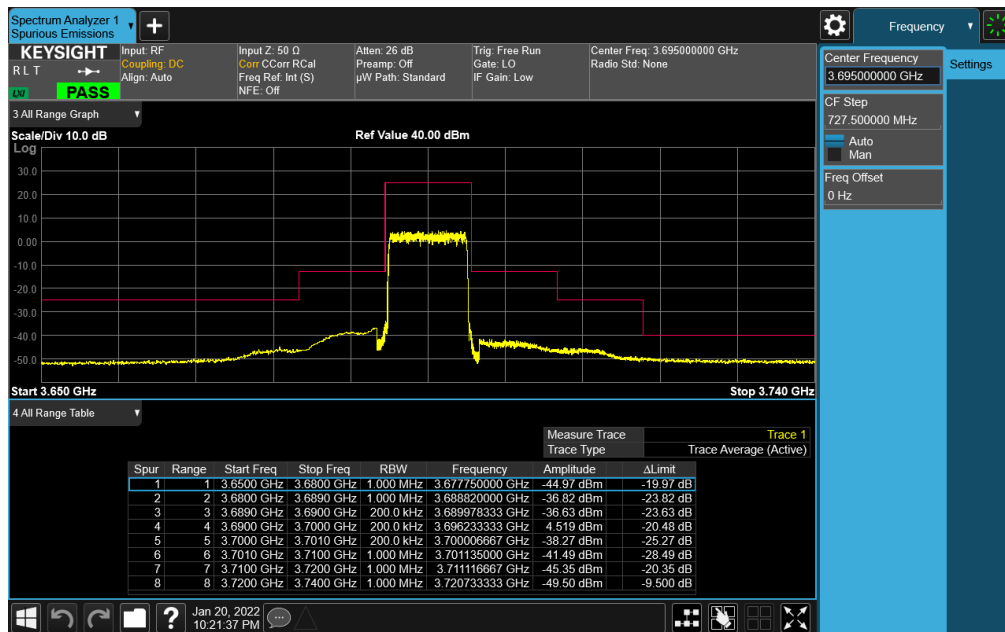 Spectrum Analyzer 1
Spurious Emissions
Frequency
KEYSIGHT
R L T
LXI
PASS
Input: RF
Coupling: DC
Align: Auto
Input Z: 50 Ω
Corr CCorr RCal
Freq Ref: Int (S)
NFE: Off
Atten: 26 dB
Preamp: Off
µW Path: Standard
Trig: Free Run
Gate: LO
IF Gain: Low
Center Freq: 3.695000000 GHz
Radio Std: None
Center Frequency
3.695000000 GHz
Settings
CF Step
727.500000 MHz
Auto
Man
Freq Offset
0 Hz
3 All Range Graph
Scale/Div 10.0 dB
Ref Value 40.00 dBm
Log
30.0
20.0
10.0
0.00
-10.0
-20.0
-30.0
-40.0
-50.0
Start 3.650 GHz
Stop 3.740 GHz
4 All Range Table
Measure Trace Trace 1
Trace Type Trace Average (Active)
Spur Range Start Freq Stop Freq RBW Frequency Amplitude ΔLimit
1 1 3.6500 GHz 3.6800 GHz 1.000 MHz 3.677750000 GHz -44.97 dBm -19.97 dB
2 2 3.6800 GHz 3.6890 GHz 1.000 MHz 3.688820000 GHz -36.82 dBm -23.82 dB
3 3 3.6890 GHz 3.6900 GHz 200.0 kHz 3.689978333 GHz -36.63 dBm -23.63 dB
4 4 3.6900 GHz 3.7000 GHz 200.0 kHz 3.696233333 GHz 4.519 dBm -20.48 dB
5 5 3.7000 GHz 3.7010 GHz 200.0 kHz 3.700006667 GHz -38.27 dBm -25.27 dB
6 6 3.7010 GHz 3.7100 GHz 1.000 MHz 3.701135000 GHz -41.49 dBm -28.49 dB
7 7 3.7100 GHz 3.7200 GHz 1.000 MHz 3.711116667 GHz -45.35 dBm -20.35 dB
8 8 3.7200 GHz 3.7400 GHz 1.000 MHz 3.720733333 GHz -49.50 dBm -9.500 dB
Jan 20, 2022
10:21:37 PM